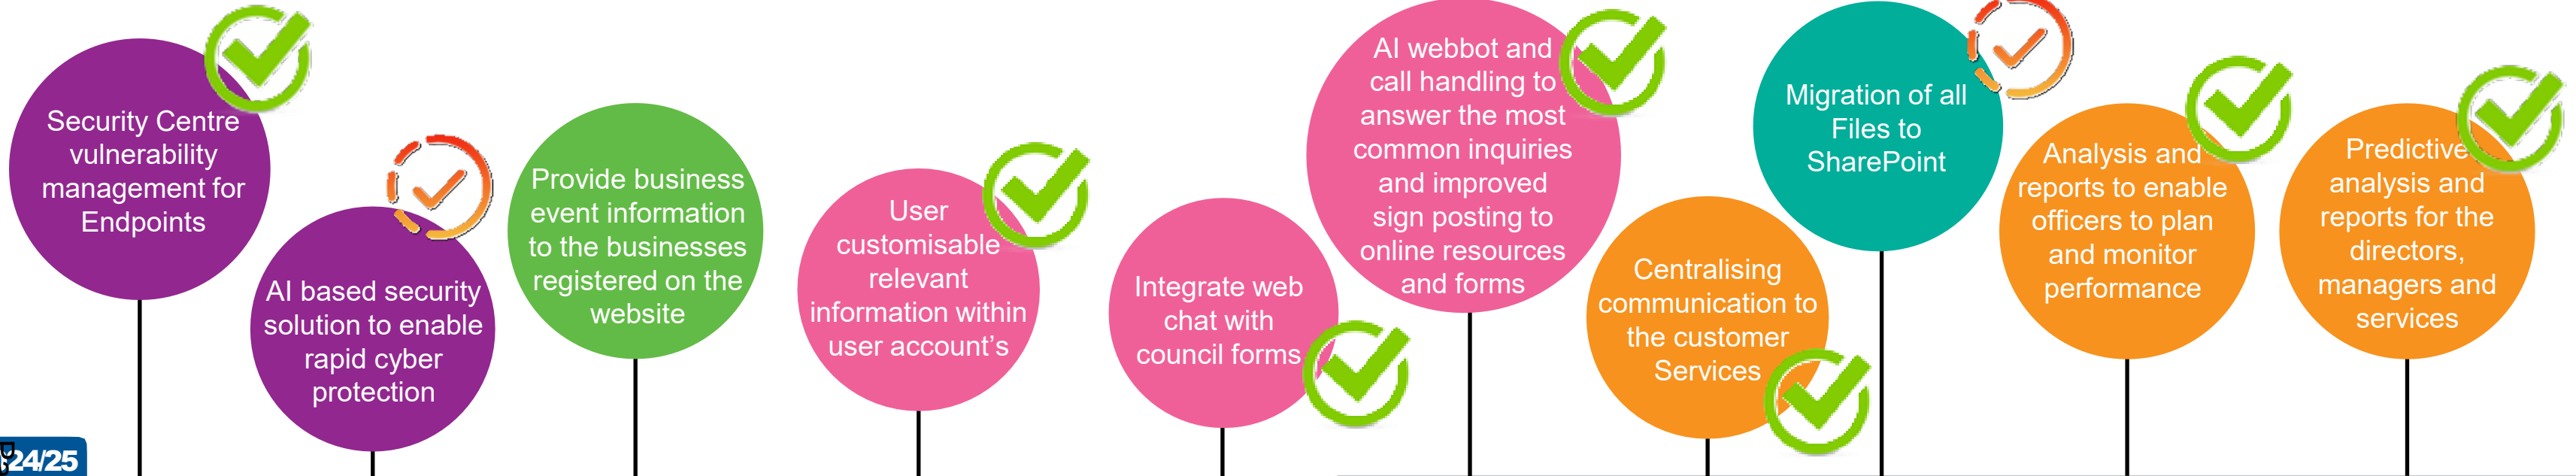 Security Centre
vulnerability
management for
Endpoints
AI based security
solution to enable
rapid cyber
protection
Provide business
event information
to the businesses
registered on the
website
User
customisable
relevant
information within
user account’s
Integrate web
chat with
council forms
AI webbot and
call handling to
answer the most
common inquiries
and improved
sign posting to
online resources
and forms
Centralising
communication to
the customer
Services
Migration of all
Files to
SharePoint
Analysis and
reports to enable
officers to plan
and monitor
performance
Predictive
analysis and
reports for the
directors,
managers and
services
24/25